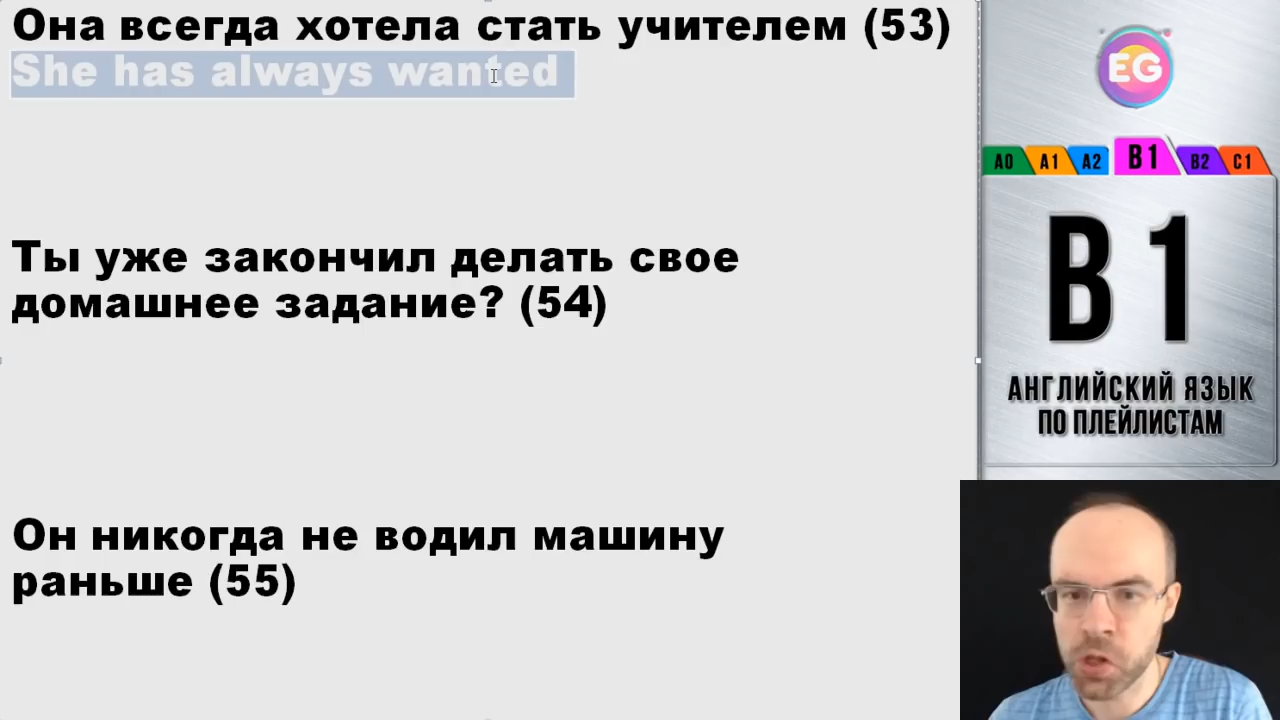 Она всегда хотела стать учителем (53)
She has always wanted
Ты уже закончил делать свое
домашнее задание? (54)
Он никогда не водил машину
раньше (55)
EG
A0 A1 A2 B1 B2 C1
B1
АНГЛИЙСКИЙ ЯЗЫК
ПО ПЛЕЙЛИСТАМ